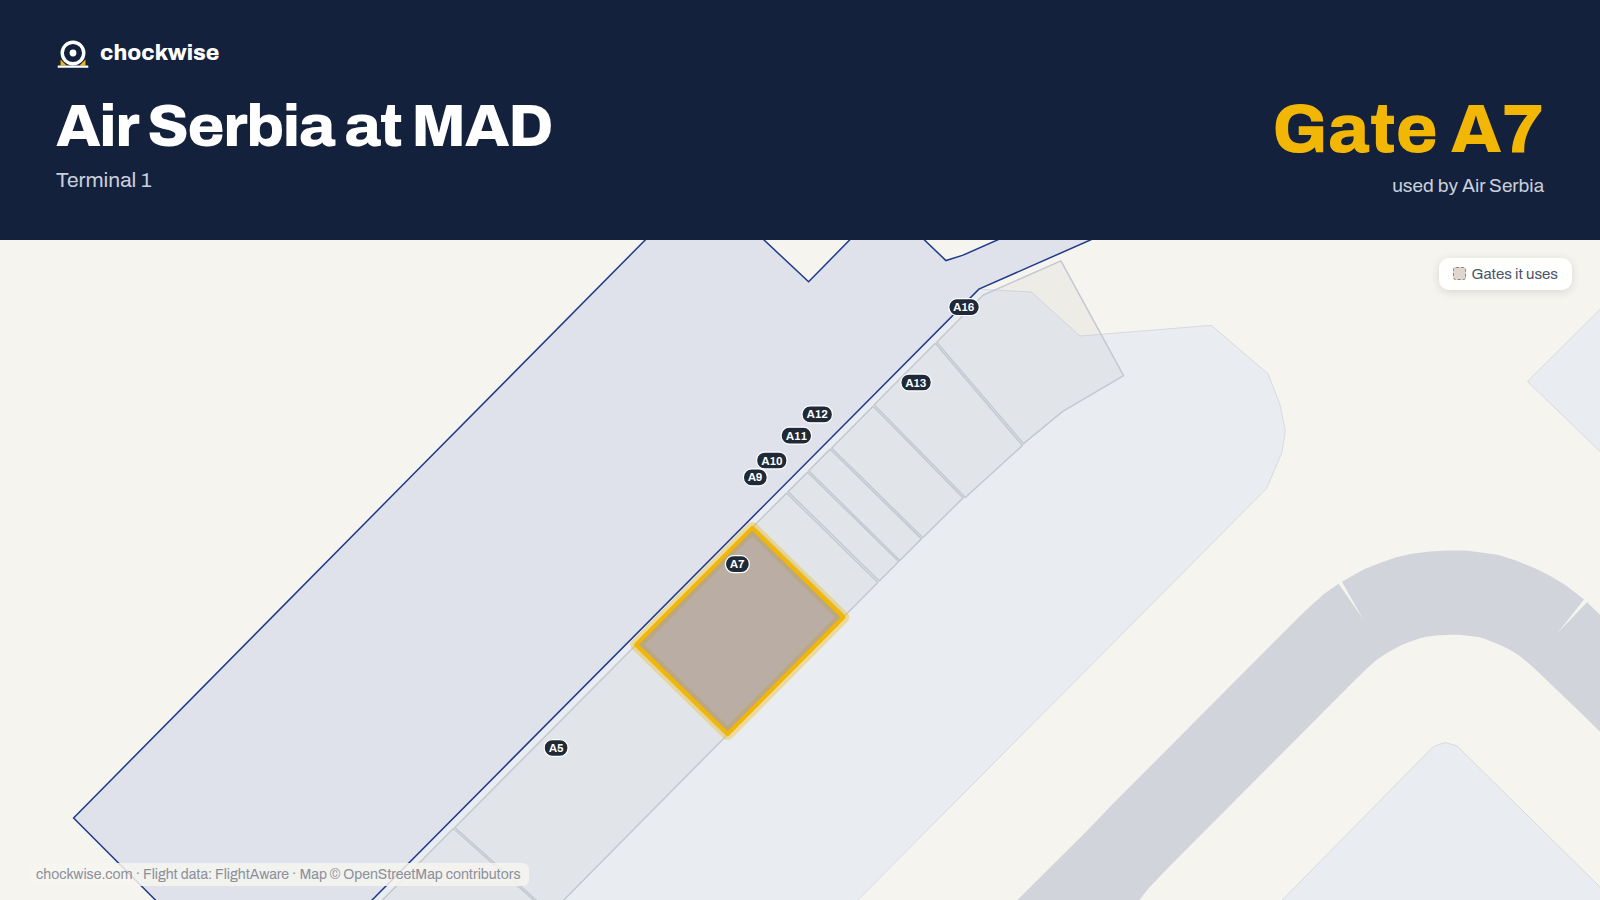 chockwise
Air Serbia at MAD
Terminal 1
Gate A7
used by Air Serbia
Gates it uses
A16
A13
A12
A11
A10
A9
A7
A5
chockwise.com · Flight data: FlightAware · Map © OpenStreetMap contributors